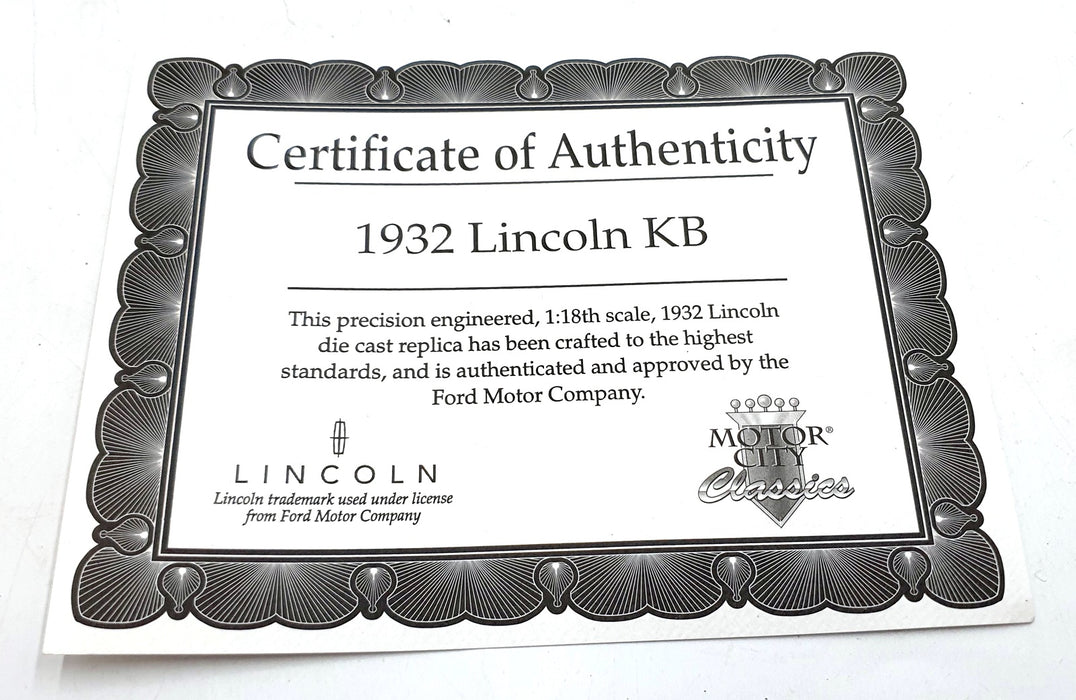 Certificate of Authenticity
1932 Lincoln KB
This precision engineered, 1:18th scale, 1932 Lincoln
die cast replica has been crafted to the highest
standards, and is authenticated and approved by the
Ford Motor Company.
LINCOLN
Lincoln trademark used under license
from Ford Motor Company
MOTOR®
CITY
Classics